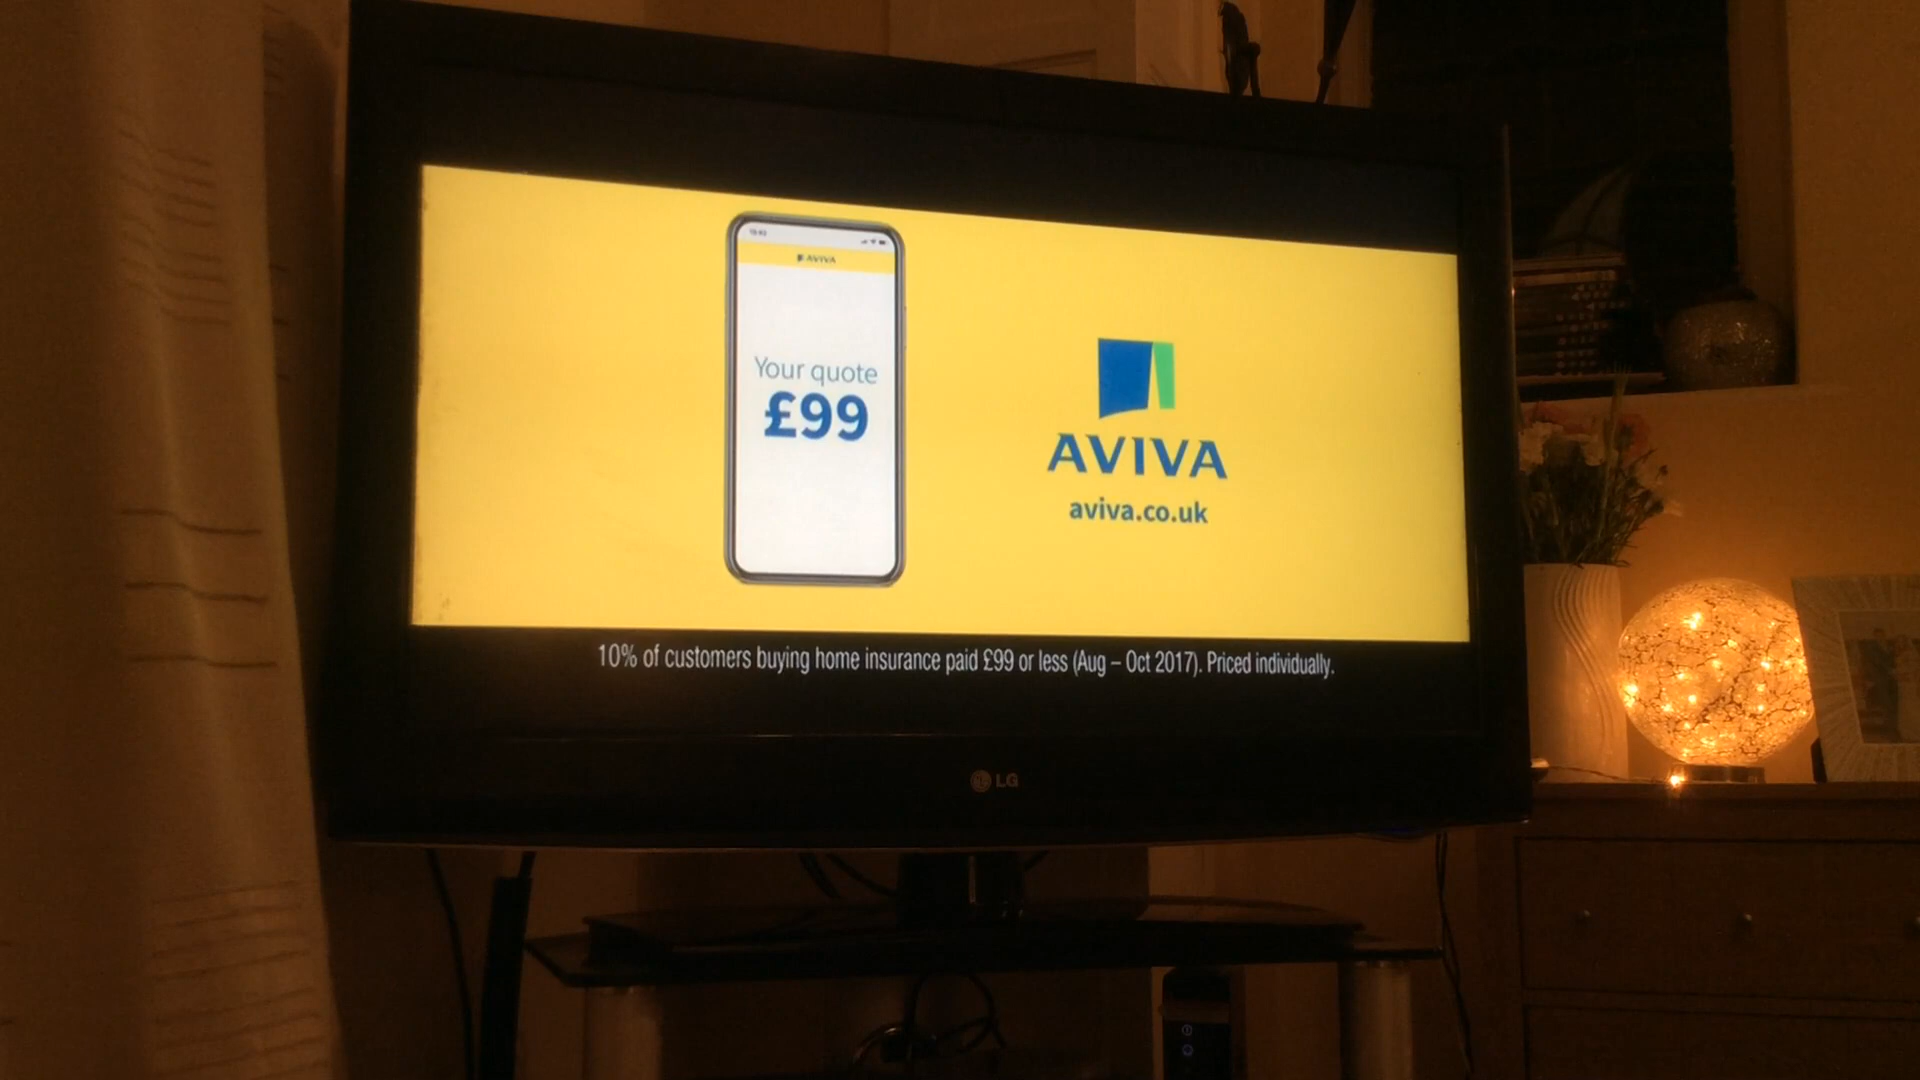 AVIVA
Your quote
£99
AVIVA
aviva.co.uk
10% of customers buying home insurance paid £99 or less (Aug – Oct 2017). Priced individually.
LG